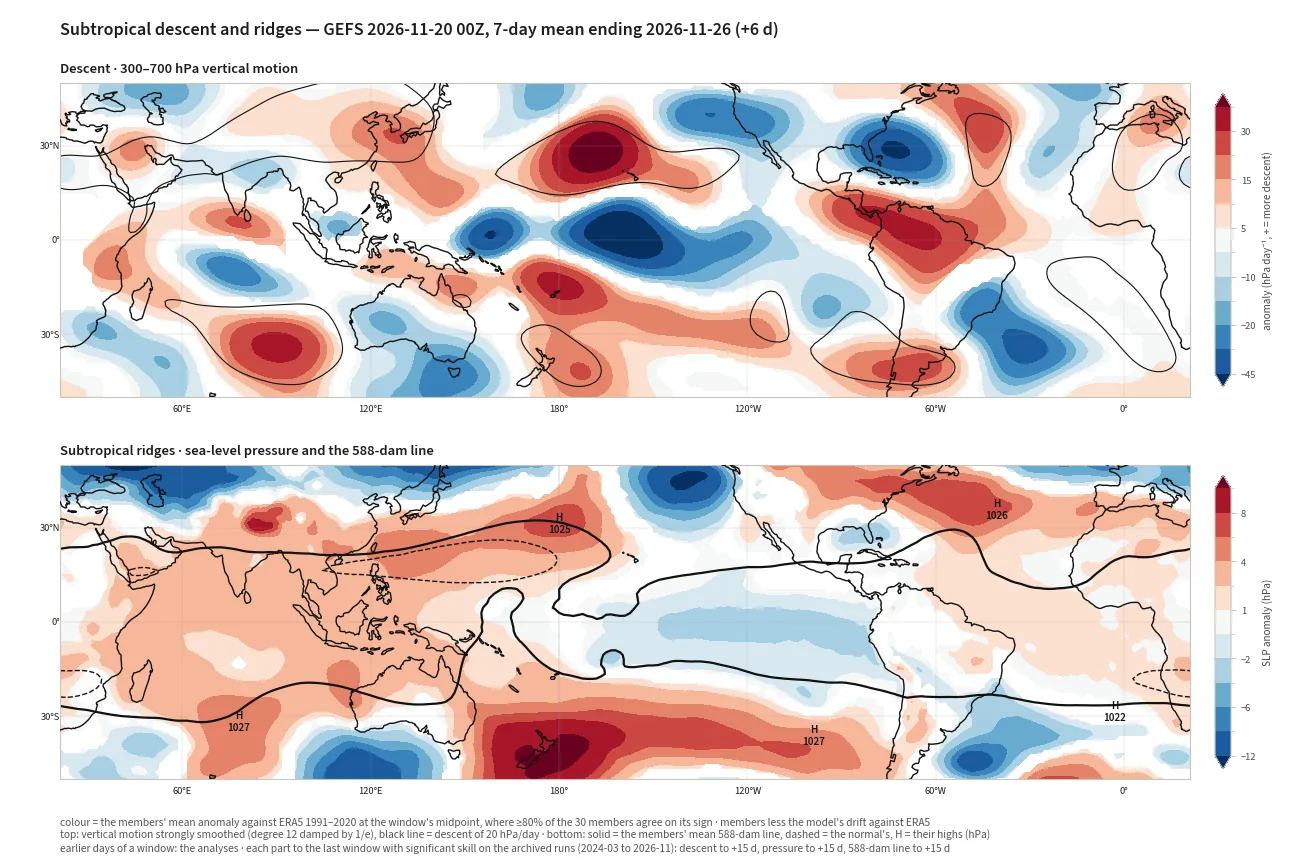 Subtropical descent and ridges — GEFS 2026-11-20 00Z, 7-day mean ending 2026-11-26 (+6 d)
Descent · 300–700 hPa vertical motion
30°N
0°
30°S
60°E
120°E
180°
120°W
60°W
0°
30
15
5
−10
−20
−45
anomaly (hPa day⁻¹, + = more descent)
Subtropical ridges · sea-level pressure and the 588-dam line
30°N
0°
30°S
H
1025
H
1026
H
1027
H
1027
H
1022
60°E
120°E
180°
120°W
60°W
0°
8
4
1
−2
−6
−12
SLP anomaly (hPa)
colour = the members' mean anomaly against ERA5 1991–2020 at the window's midpoint, where ≥80% of the 30 members agree on its sign · members less the model's drift against ERA5
top: vertical motion strongly smoothed (degree 12 damped by 1/e), black line = descent of 20 hPa/day · bottom: solid = the members' mean 588-dam line, dashed = the normal's, H = their highs (hPa)
earlier days of a window: the analyses · each part to the last window with significant skill on the archived runs (2024-03 to 2026-11): descent to +15 d, pressure to +15 d, 588-dam line to +15 d